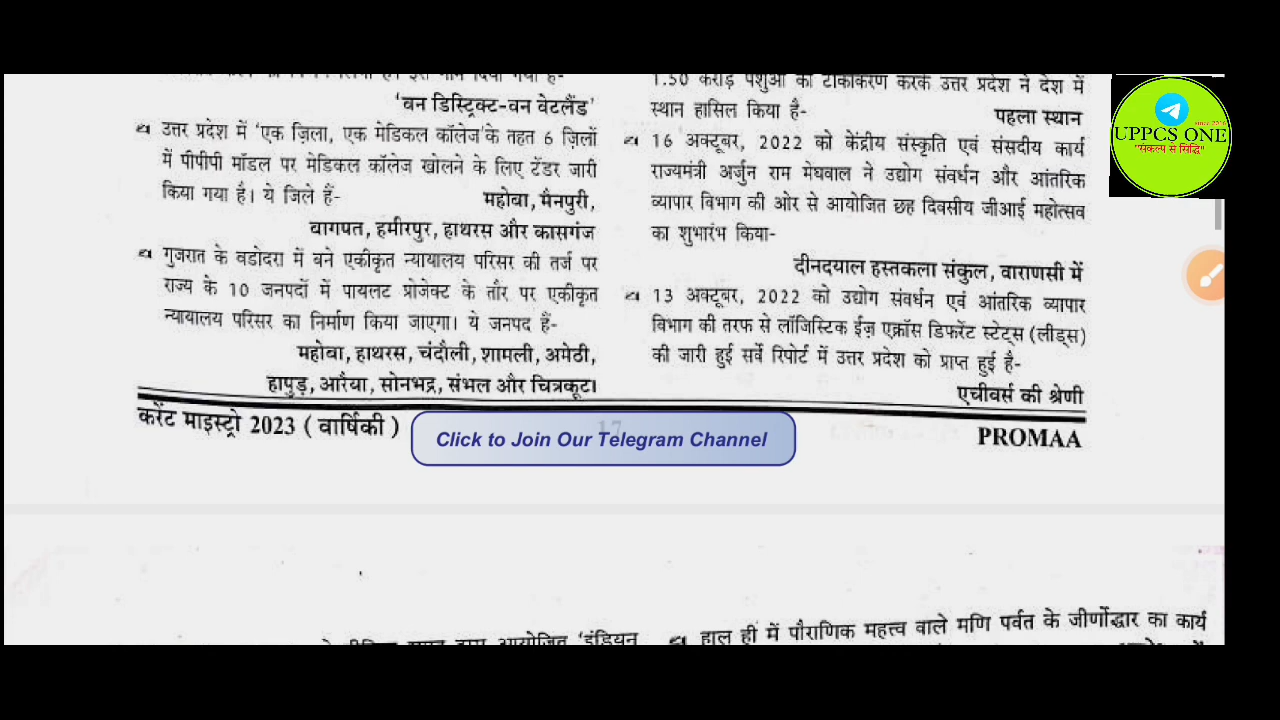 'वन डिस्ट्रिक्ट-वन वेटलैंड'
उत्तर प्रदेश में 'एक ज़िला, एक मेडिकल कॉलेज'के तहत 6 ज़िलों
में पीपीपी मॉडल पर मेडिकल कॉलेज खोलने के लिए टेंडर जारी
किया गया है। ये जिले हैं- महोबा, मैनपुरी,
वागपत, हमीरपुर, हाथरस और कासगंज
गुजरात के वडोदरा में बने एकीकृत न्यायालय परिसर की तर्ज पर
राज्य के 10 जनपदों में पायलट प्रोजेक्ट के तौर पर एकीकृत
न्यायालय परिसर का निर्माण किया जाएगा। ये जनपद हैं-
महोबा, हाथरस, चंदौली, शामली, अमेठी,
हापुड़, आरैया, सोनभद्र, संभल और चित्रकूट।
1.50 करोड़ पशुओं का टीकाकरण करके उत्तर प्रदेश ने देश में
स्थान हासिल किया है- पहला स्थान
16 अक्टूबर, 2022 को केंद्रीय संस्कृति एवं संसदीय कार्य
राज्यमंत्री अर्जुन राम मेघवाल ने उद्योग संवर्धन और आंतरिक
व्यापार विभाग की ओर से आयोजित छह दिवसीय जीआई महोत्सव
का शुभारंभ किया-
दीनदयाल हस्तकला संकुल, वाराणसी में
13 अक्टूबर, 2022 को उद्योग संवर्धन एवं आंतरिक व्यापार
विभाग की तरफ से लॉजिस्टिक ईज़ एक्रॉस डिफरेंट स्टेट्स (लीड्स)
की जारी हुई सर्वे रिपोर्ट में उत्तर प्रदेश को प्राप्त हुई है-
एचीवर्स की श्रेणी
करेंट माइस्ट्रो 2023 ( वार्षिकी )
17
Click to Join Our Telegram Channel
PROMAA
since 2016
UPPCS ONE
"संकल्प से सिद्धि"
आयोजित 'इंडियन
हाल ही में पौराणिक महत्त्व वाले मणि पर्वत के जीर्णोद्धार का कार्य